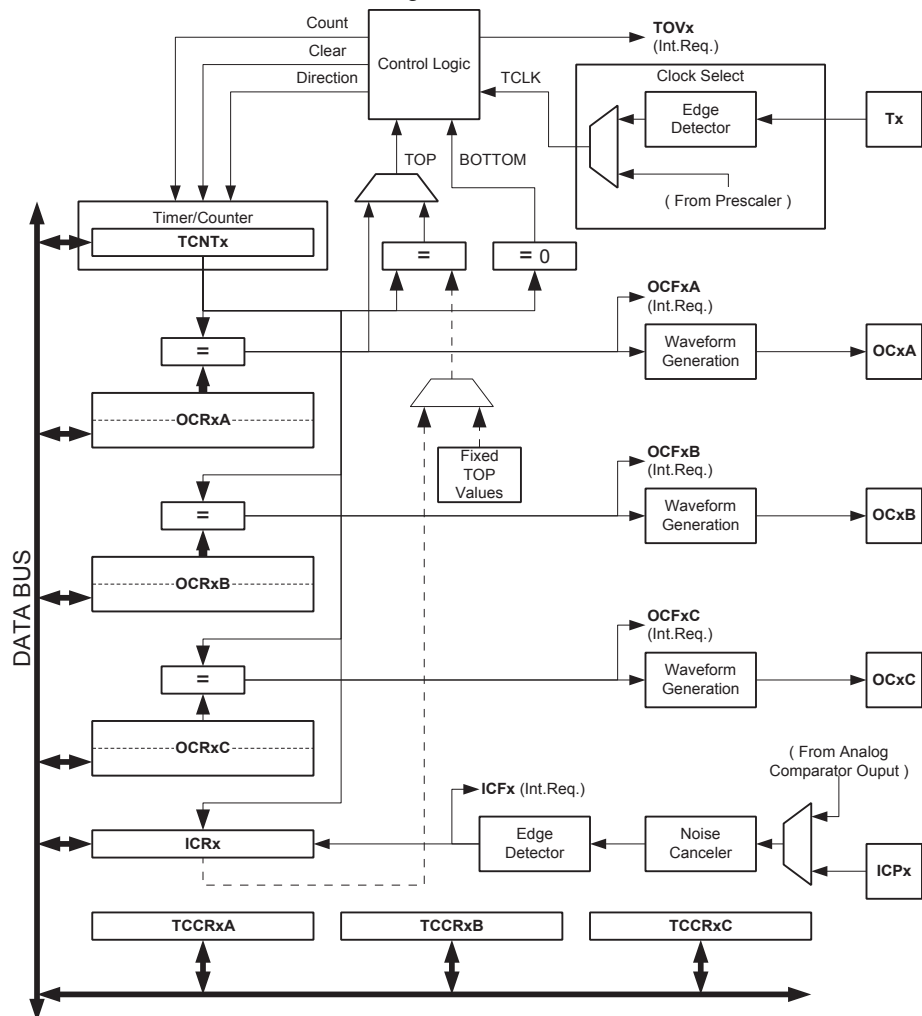 Count
Clear
Direction
Control Logic
TOVx
(Int.Req.)
TCLK
Clock Select
Edge
Detector
Tx
( From Prescaler )
TOP
BOTTOM
Timer/Counter
TCNTx
=
= 0
=
OCRxA
OCFxA
(Int.Req.)
Waveform
Generation
OCxA
Fixed
TOP
Values
=
OCRxB
OCFxB
(Int.Req.)
Waveform
Generation
OCxB
DATA BUS
=
OCRxC
OCFxC
(Int.Req.)
Waveform
Generation
OCxC
( From Analog
Comparator Ouput )
ICFx (Int.Req.)
ICRx
Edge
Detector
Noise
Canceler
ICPx
TCCRxA
TCCRxB
TCCRxC